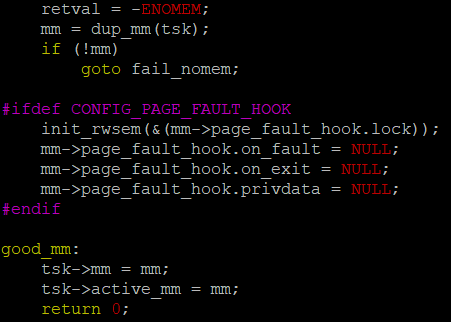 retval = -ENOMEM;
    mm = dup_mm(tsk);
    if (!mm)
        goto fail_nomem;

#ifdef CONFIG_PAGE_FAULT_HOOK
    init_rwsem(&(mm->page_fault_hook.lock));
    mm->page_fault_hook.on_fault = NULL;
    mm->page_fault_hook.on_exit = NULL;
    mm->page_fault_hook.privdata = NULL;
#endif

good_mm:
    tsk->mm = mm;
    tsk->active_mm = mm;
    return 0;